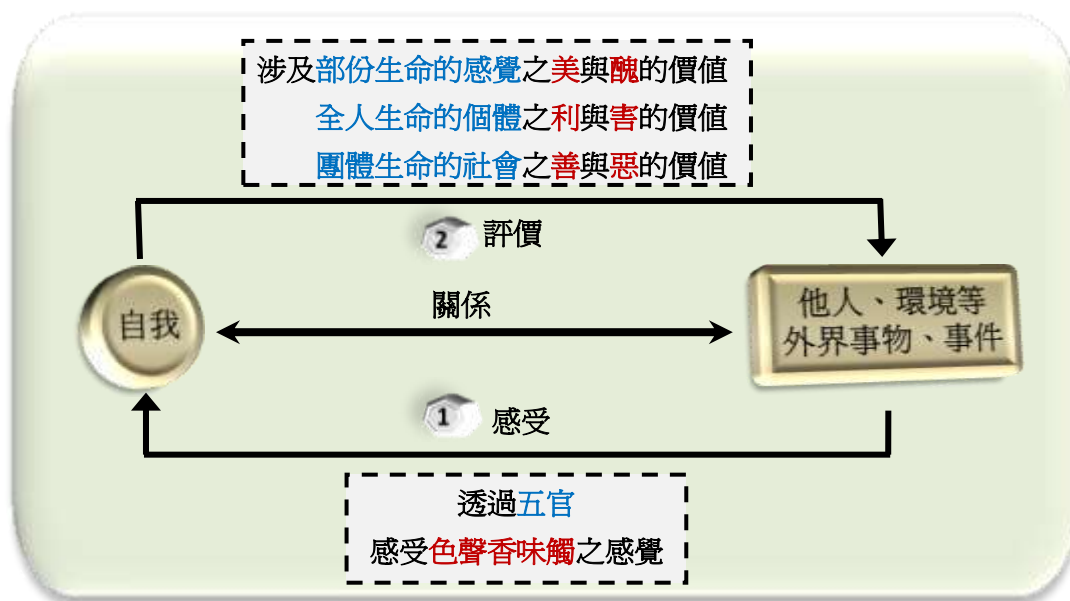 涉及部份生命的感覺之美與醜的價值
全人生命的個體之利與害的價值
團體生命的社會之善與惡的價值
2 評價
關係
自我
他人、環境等
外界事物、事件
1 感受
透過五官
感受色聲香味觸之感覺